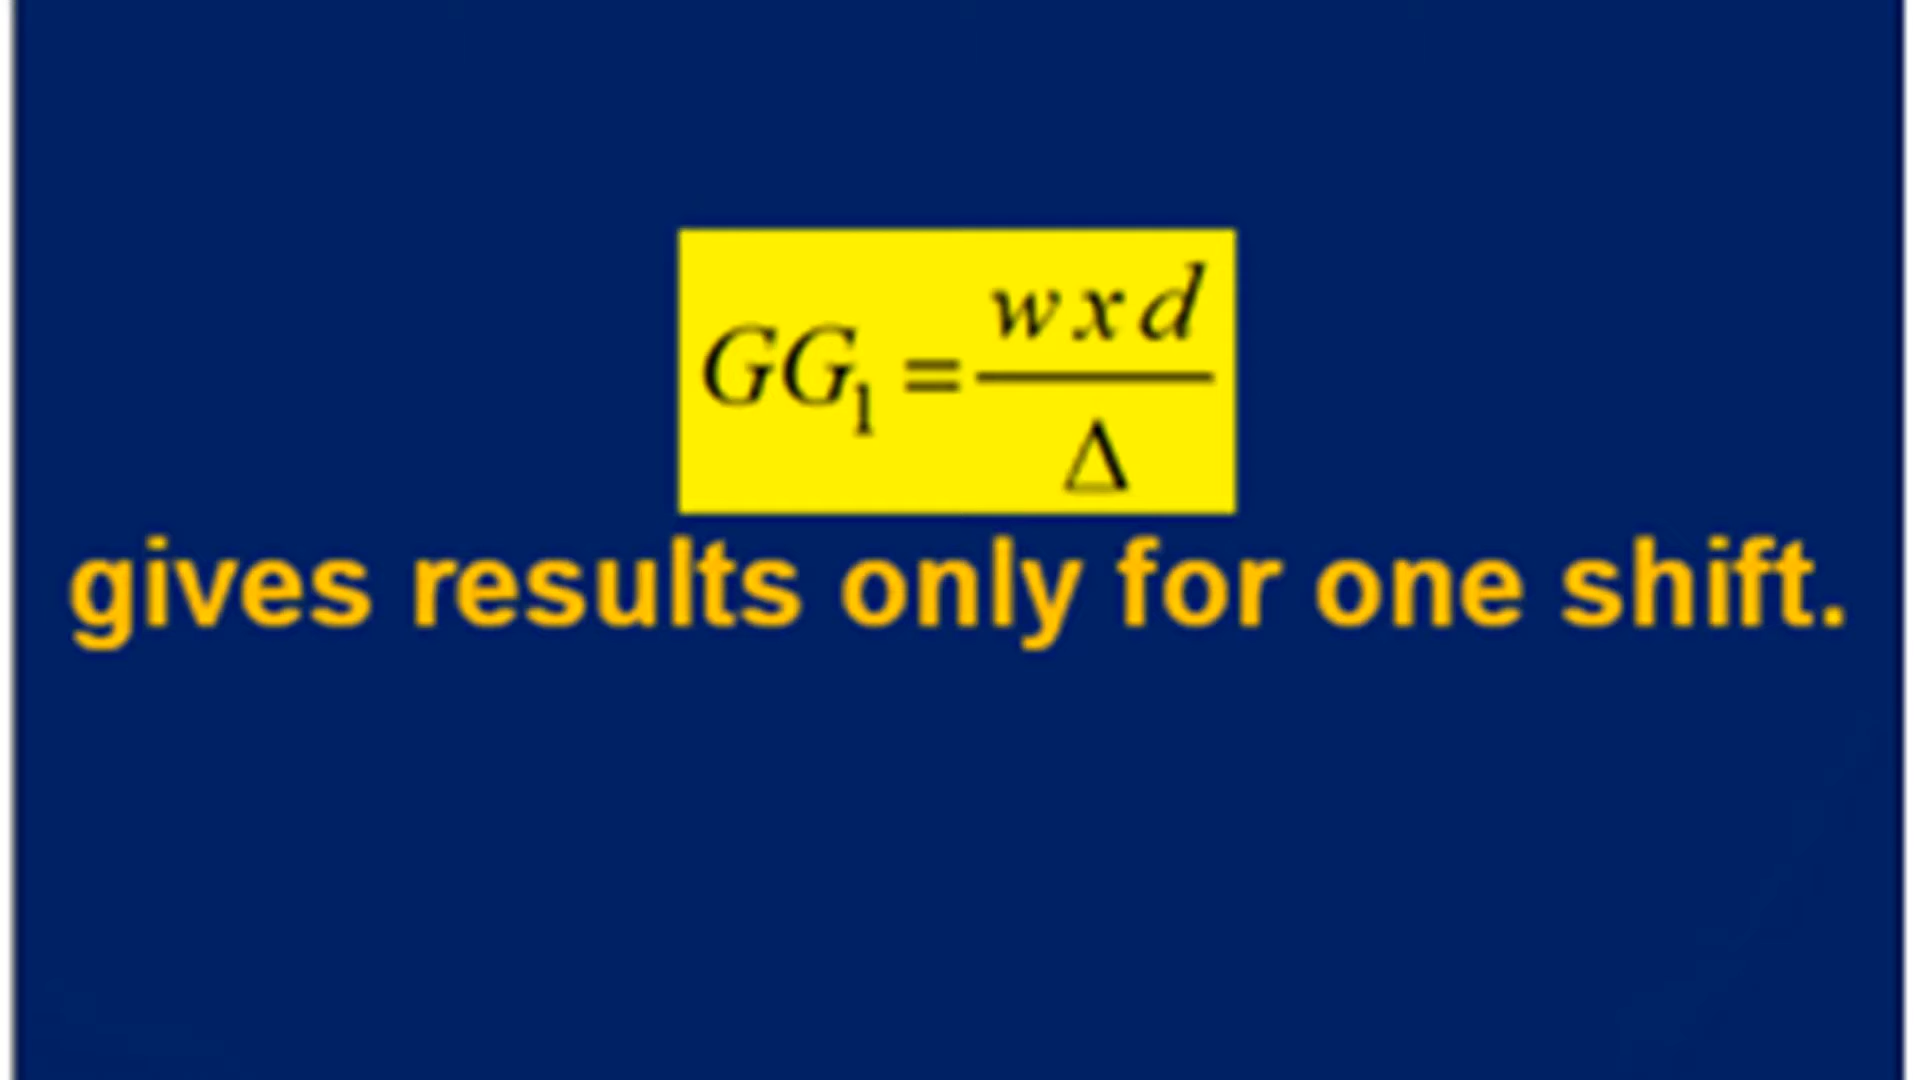 GG₁ = w x d / Δ
gives results only for one shift.